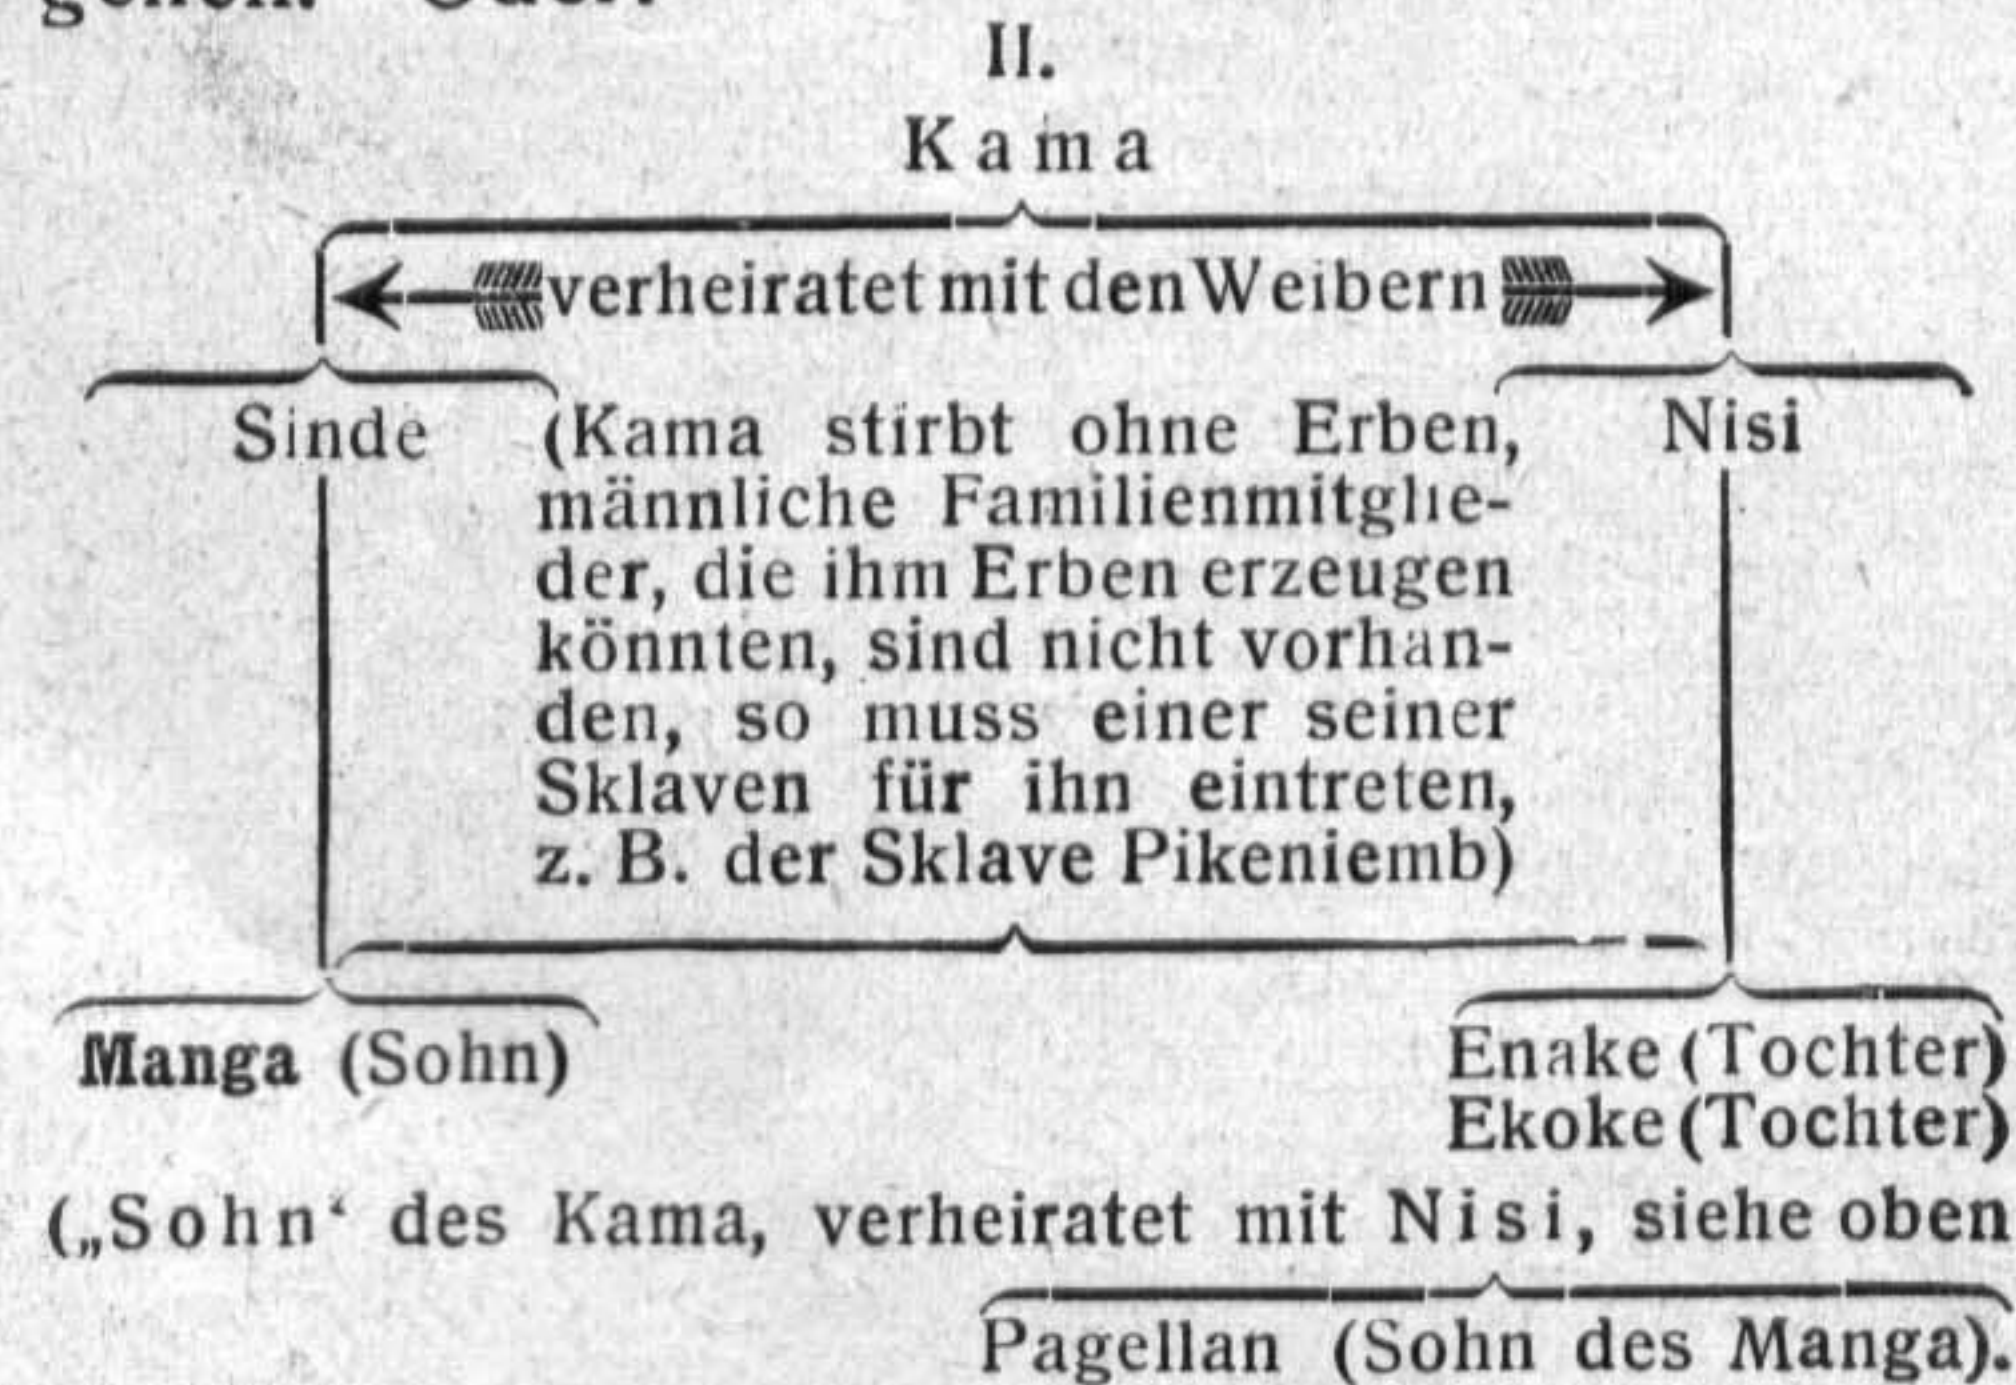 II.
Kama
verheiratet mit den Weibern
Sinde
(Kama stirbt ohne Erben,
männliche Familienmitglie-
der, die ihm Erben erzeugen
könnten, sind nicht vorhan-
den, so muss einer seiner
Sklaven für ihn eintreten,
z. B. der Sklave Pikeniemb)
Nisi
Manga (Sohn)
Enake (Tochter)
Ekoke (Tochter)
(„Sohn‘ des Kama, verheiratet mit Nisi, siehe oben
Pagellan (Sohn des Manga).